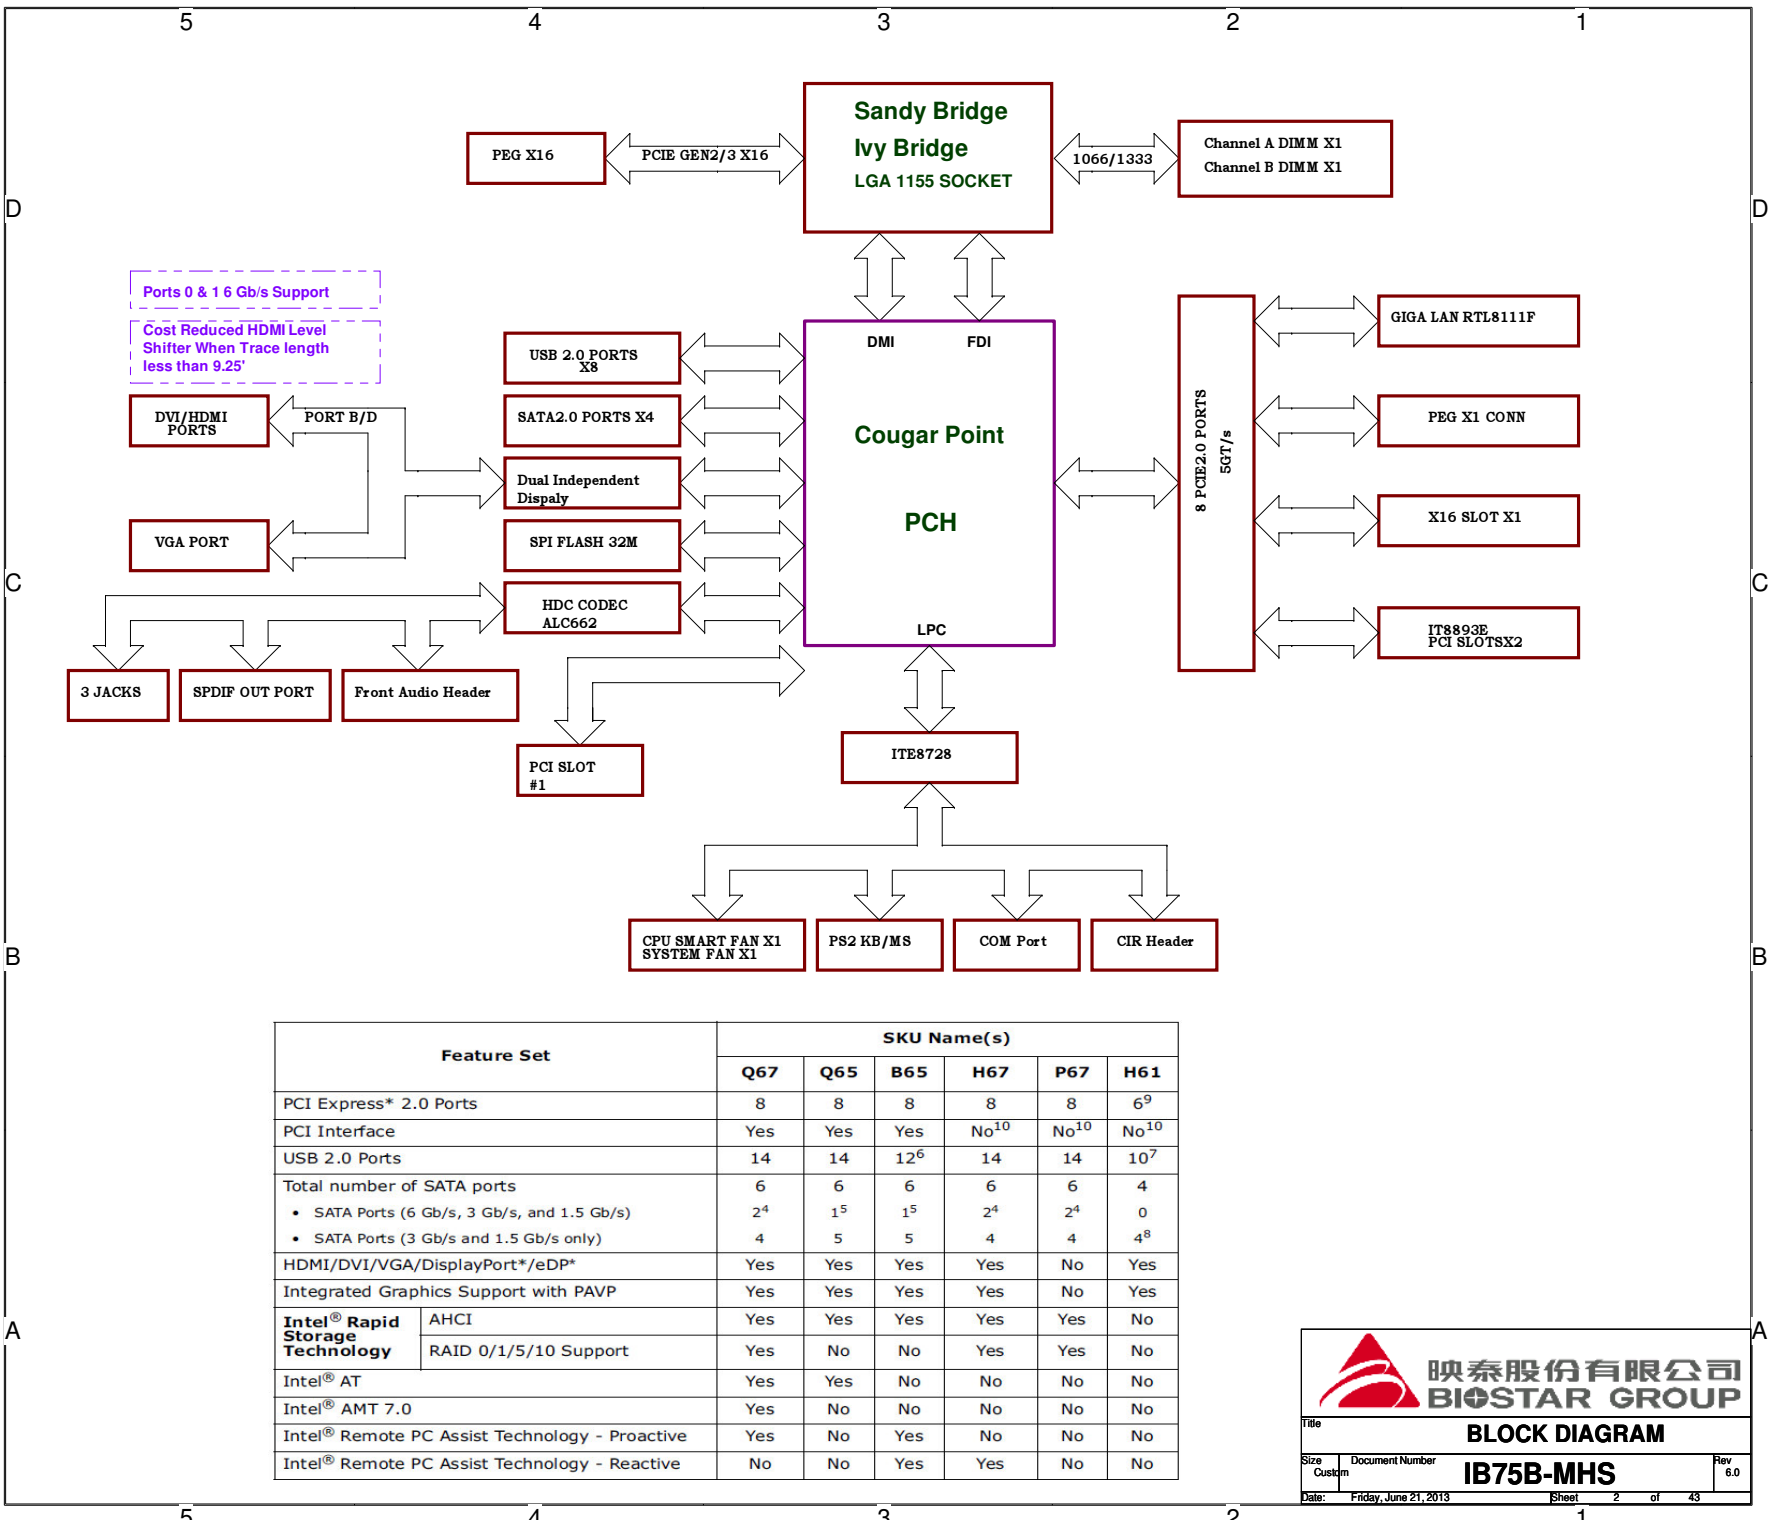 5 4 3 2 1
Sandy Bridge
Ivy Bridge
LGA 1155 SOCKET
PEG X16
PCIE GEN2/3 X16
1066/1333
Channel A DIMM X1
Channel B DIMM X1
D D
Ports 0 & 1 6 Gb/s Support
Cost Reduced HDMI Level
Shifter When Trace length
less than 9.25'
DMI FDI
Cougar Point
PCH
LPC
USB 2.0 PORTS
X8
SATA2.0 PORTS X4
Dual Independent
Dispaly
SPI FLASH 32M
HDC CODEC
ALC662
DVI/HDMI
PORTS
PORT B/D
VGA PORT
8 PCIE2.0 PORTS
5GT/s
GIGA LAN RTL8111F
PEG X1 CONN
X16 SLOT X1
IT8893E
PCI SLOTSX2
C C
3 JACKS
SPDIF OUT PORT
Front Audio Header
PCI SLOT
#1
ITE8728
CPU SMART FAN X1
SYSTEM FAN X1
PS2 KB/MS
COM Port
CIR Header
B B
Feature Set SKU Name(s)
Q67 Q65 B65 H67 P67 H61
PCI Express* 2.0 Ports 8 8 8 8 8 6⁹
PCI Interface Yes Yes Yes No¹⁰ No¹⁰ No¹⁰
USB 2.0 Ports 14 14 12⁶ 14 14 10⁷
Total number of SATA ports 6 6 6 6 6 4
• SATA Ports (6 Gb/s, 3 Gb/s, and 1.5 Gb/s) 2⁴ 1⁵ 1⁵ 2⁴ 2⁴ 0
• SATA Ports (3 Gb/s and 1.5 Gb/s only) 4 5 5 4 4 4⁸
HDMI/DVI/VGA/DisplayPort*/eDP* Yes Yes Yes Yes No Yes
Integrated Graphics Support with PAVP Yes Yes Yes Yes No Yes
Intel® Rapid
Storage
Technology
AHCI Yes Yes Yes Yes Yes No
RAID 0/1/5/10 Support Yes No No Yes Yes No
Intel® AT Yes Yes No No No No
Intel® AMT 7.0 Yes No No No No No
Intel® Remote PC Assist Technology - Proactive Yes No Yes No No No
Intel® Remote PC Assist Technology - Reactive No No Yes Yes No No
A A
映泰股份有限公司
BIOSTAR GROUP
Title
BLOCK DIAGRAM
Size
Custom
Document Number
IB75B-MHS
Rev
6.0
Date: Friday, June 21, 2013 Sheet 2 of 43
5 4 3 2 1